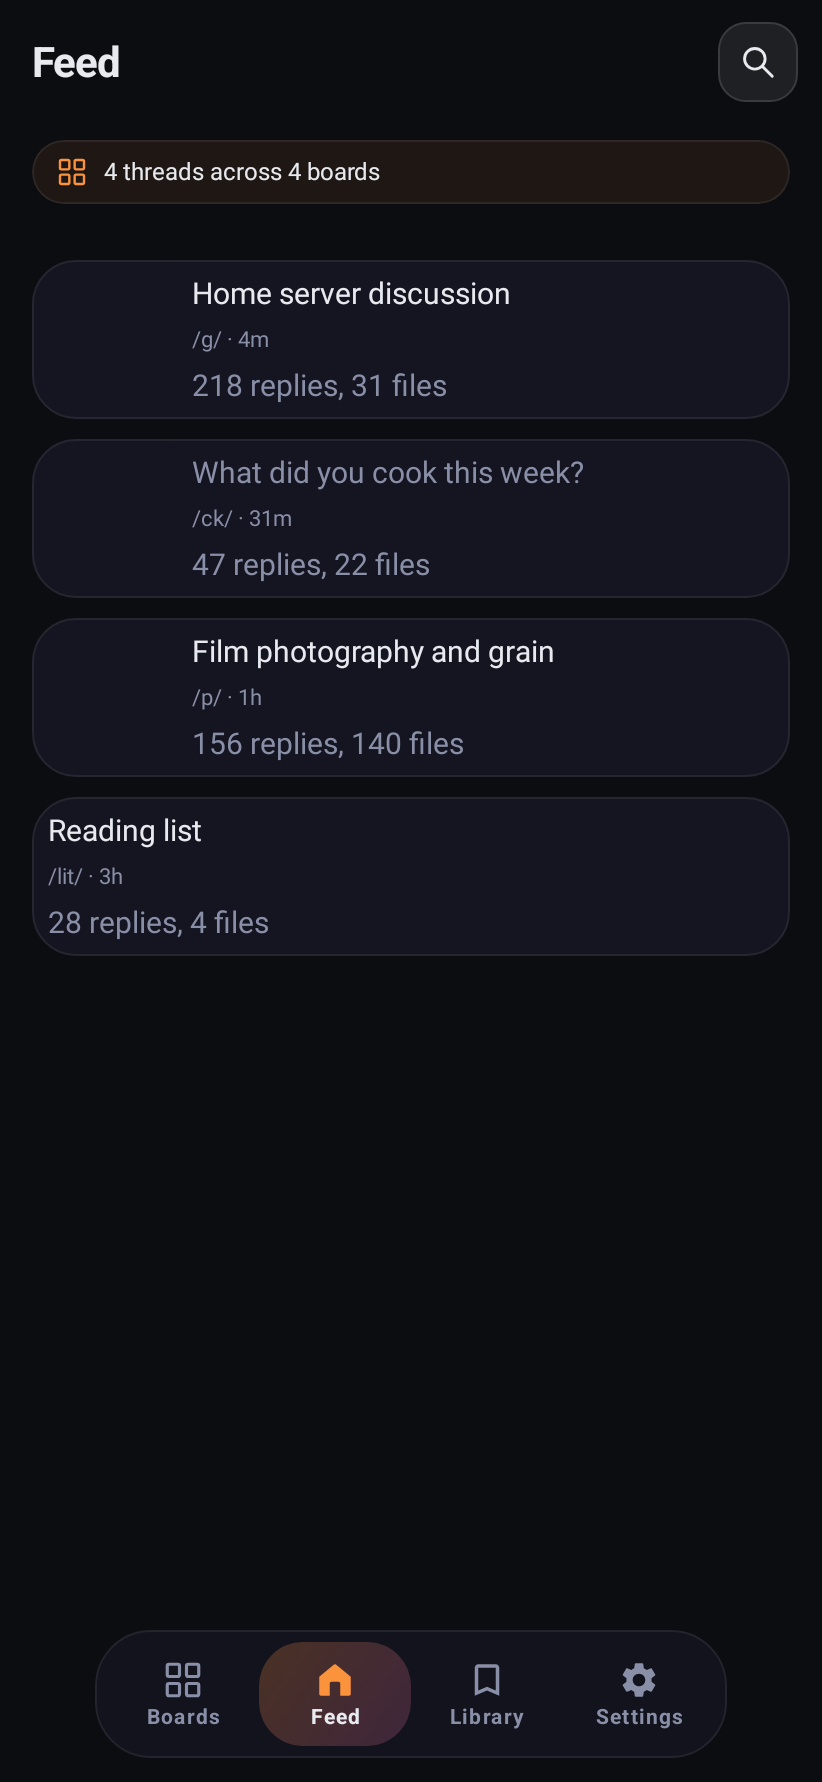 Feed
4 threads across 4 boards
Home server discussion
/g/ · 4m
218 replies, 31 files
What did you cook this week?
/ck/ · 31m
47 replies, 22 files
Film photography and grain
/p/ · 1h
156 replies, 140 files
Reading list
/lit/ · 3h
28 replies, 4 files
Boards
Feed
Library
Settings